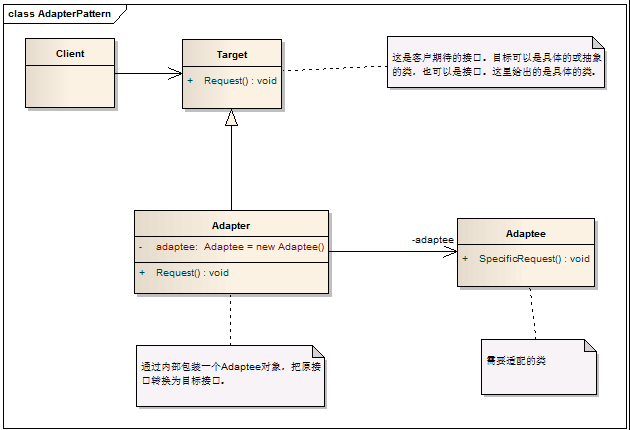 class AdapterPattern
Client
Target
+ Request() : void
这是客户期待的接口。目标可以是具体的或抽象
的类，也可以是接口。这里给出的是具体的类。
Adapter
- adaptee: Adaptee = new Adaptee()
+ Request() : void
-adaptee
Adaptee
+ SpecificRequest() : void
通过内部包装一个Adaptee对象，把原接
口转换为目标接口。
需要适配的类